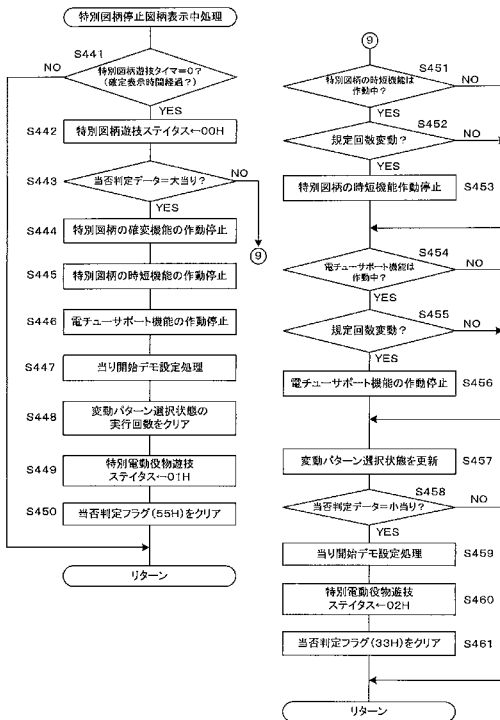 特別図柄停止図柄表示中処理
S441
NO
特別図柄遊技タイマ=0？
(確定表示時間経過？)
YES
S442
特別図柄遊技ステイタス←00H
S443
当否判定データ=大当り？
NO
YES
S444
特別図柄の確変機能の作動停止
⑨
S445
特別図柄の時短機能の作動停止
S446
電チューサポート機能の作動停止
S447
当り開始デモ設定処理
S448
変動パターン選択状態の
実行回数をクリア
S449
特別電動役物遊技
ステイタス←01H
S450
当否判定フラグ(55H)をクリア
リターン
⑨
S451
特別図柄の時短機能は
作動中？
NO
YES
S452
規定回数変動？
NO
YES
特別図柄の時短機能作動停止
S453
S454
電チューサポート機能は
作動中？
NO
YES
S455
規定回数変動？
NO
YES
電チューサポート機能の作動停止
S456
変動パターン選択状態を更新
S457
S458
当否判定データ=小当り？
NO
YES
当り開始デモ設定処理
S459
特別電動役物遊技
ステイタス←02H
S460
当否判定フラグ(33H)をクリア
S461
リターン